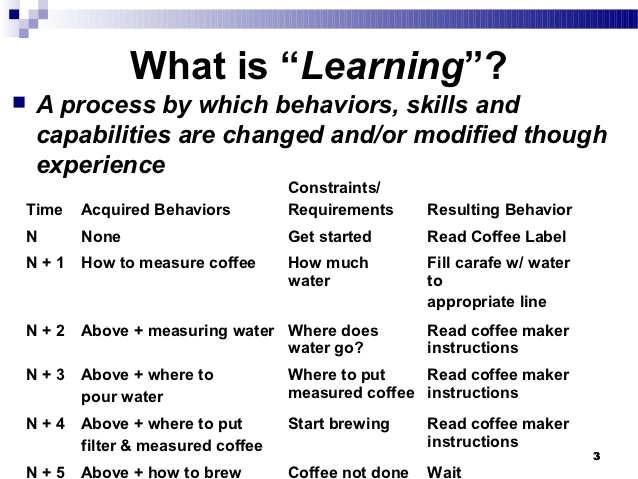 What is “Learning”?
A process by which behaviors, skills and
capabilities are changed and/or modified though
experience
Constraints/
Time Acquired Behaviors Requirements Resulting Behavior
N None Get started Read Coffee Label
N + 1 How to measure coffee How much Fill carafe w/ water
water to
appropriate line
N + 2 Above + measuring water Where does Read coffee maker
water go? instructions
N + 3 Above + where to Where to put Read coffee maker
pour water measured coffee instructions
N + 4 Above + where to put Start brewing Read coffee maker
filter & measured coffee instructions
3
N + 5 Above + how to brew Coffee not done Wait